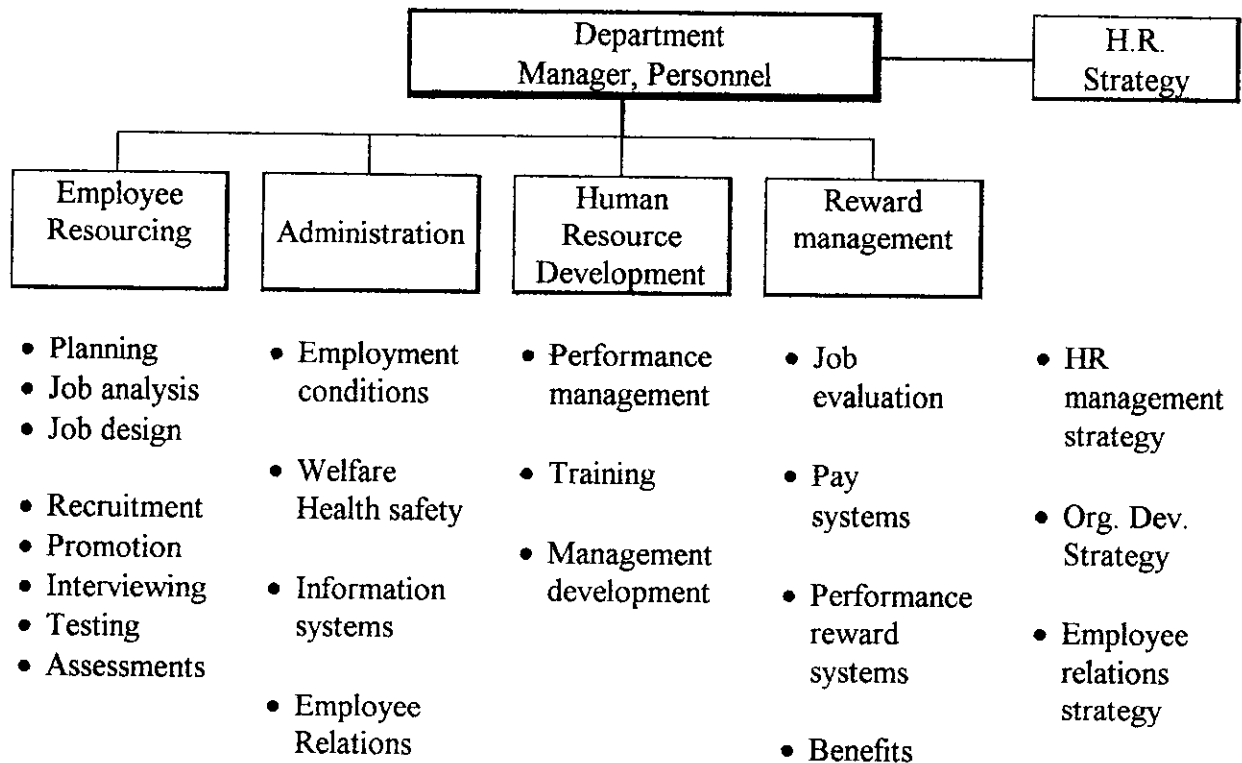 Department
Manager, Personnel
H.R.
Strategy
Employee
Resourcing
Administration
Human
Resource
Development
Reward
management
• Planning
• Job analysis
• Job design
• Recruitment
• Promotion
• Interviewing
• Testing
• Assessments
• Employment
conditions
• Welfare
Health safety
• Information
systems
• Employee
Relations
• Performance
management
• Training
• Management
development
• Job
evaluation
• Pay
systems
• Performance
reward
systems
• Benefits
• HR
management
strategy
• Org. Dev.
Strategy
• Employee
relations
strategy